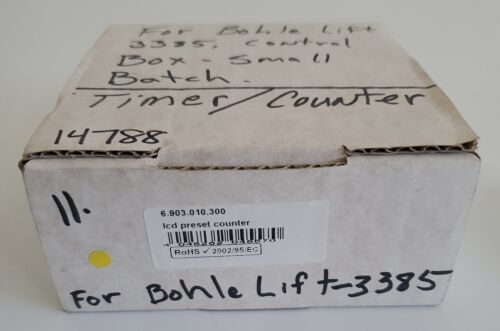 For Bohle Lift
3385, Control
Box - Small
Batch.
Timer/Counter
14788
11.
6.903.010.300
lcd preset counter
RoHS ✓ 2002/95/EC
For Bohle Lift-3385